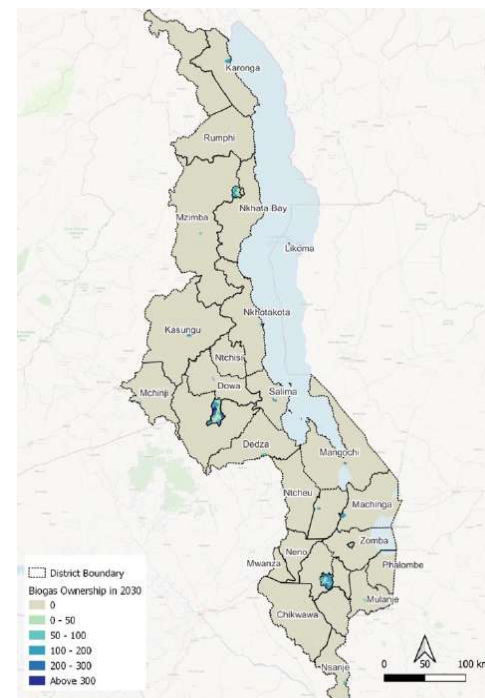 Karonga
Rumphi
Nkhata Bay
Mzimba
Likoma
Nkhotakota
Kasungu
Ntchisi
Dowa
Mchinji
Salima
Dedza
Mangochi
Ntcheu
Machinga
Zomba
Neno
Mwanza
Phalombe
Chikwawa
Mulanje
Nsanje
District Boundary
Biogas Ownership in 2030
0
0 - 50
50 - 100
100 - 200
200 - 300
Above 300
0 50 100 km